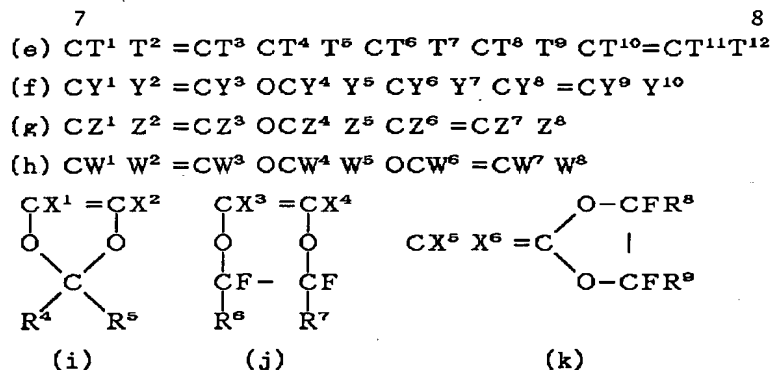 7 8
(e) CT¹ T² =CT³ CT⁴ T⁵ CT⁶ T⁷ CT⁸ T⁹ CT¹⁰=CT¹¹T¹²
(f) CY¹ Y² =CY³ OCY⁴ Y⁵ CY⁶ Y⁷ CY⁸ =CY⁹ Y¹⁰
(g) CZ¹ Z² =CZ³ OCZ⁴ Z⁵ CZ⁶ =CZ⁷ Z⁸
(h) CW¹ W² =CW³ OCW⁴ W⁵ OCW⁶ =CW⁷ W⁸
CX¹ =CX² CX³ =CX⁴ O-CFR⁸
O O O O CX⁵ X⁶ =C
C CF- CF O-CFR⁹
R⁴ R⁵ R⁶ R⁷
(i) (j) (k)